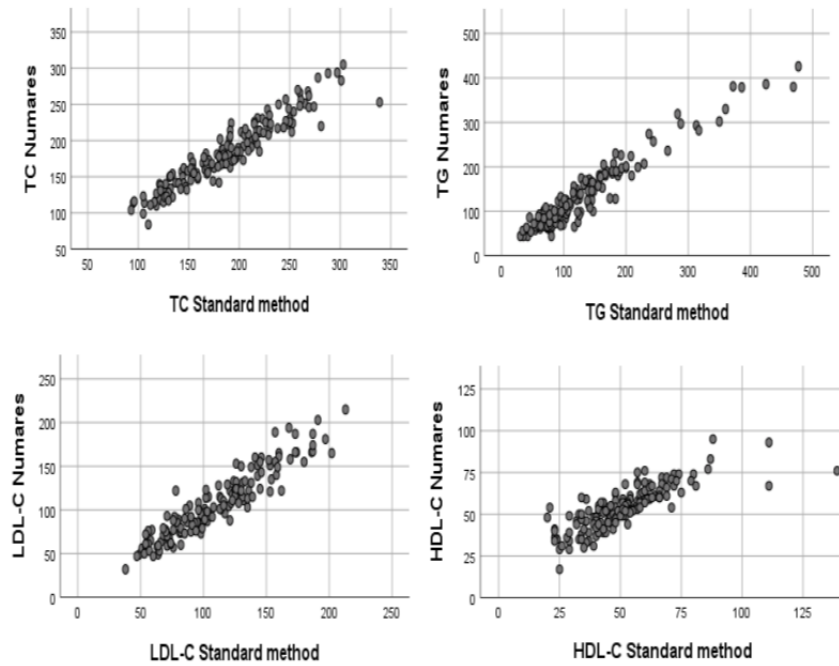 TC Numares
350
300
250
200
150
100
50
50 100 150 200 250 300 350
TC Standard method
TG Numares
500
400
300
200
100
0
0 100 200 300 400 500
TG Standard method
LDL-C Numares
250
200
150
100
50
0
0 50 100 150 200 250
LDL-C Standard method
HDL-C Numares
125
100
75
50
25
0
0 25 50 75 100 125
HDL-C Standard method